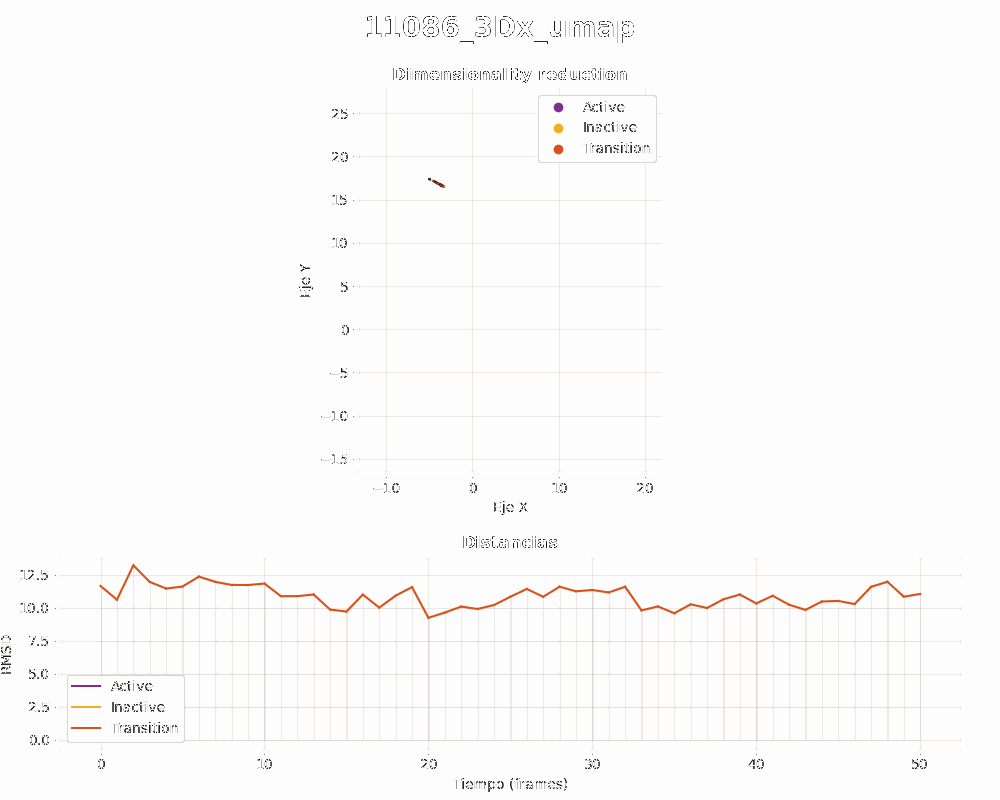 11086_3Dx_umap
Dimensionality reduction
Active
Inactive
Transition
25
20
15
10
5
0
−5
−10
−15
Eje Y
−10 0 10 20
Eje X
Distancias
12.5
10.0
7.5
5.0
2.5
0.0
RMSD
Active
Inactive
Transition
0 10 20 30 40 50
Tiempo (frames)